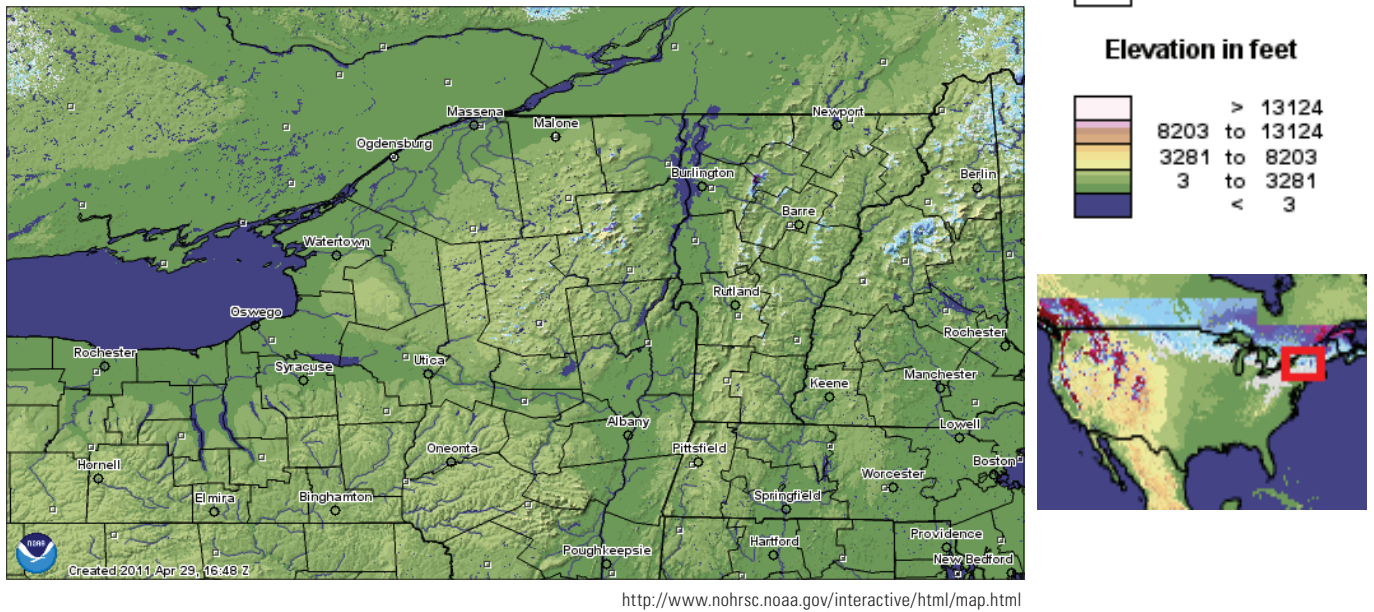 Massena
Malone
Newport
Ogdensburg
Burlington
Berlin
Barre
Watertown
Rutland
Oswego
Rochester
Rochester
Utica
Syracuse
Manchester
Keene
Albany
Lowell
Oneonta
Pittsfield
Hornell
Boston
Worcester
Elmira
Binghamton
Springfield
Providence
Hartford
Poughkeepsie
New Bedford
NOAA
Created 2011 Apr 29, 16:48 Z
http://www.nohrsc.noaa.gov/interactive/html/map.html
Elevation in feet
> 13124
8203 to 13124
3281 to 8203
3 to 3281
< 3